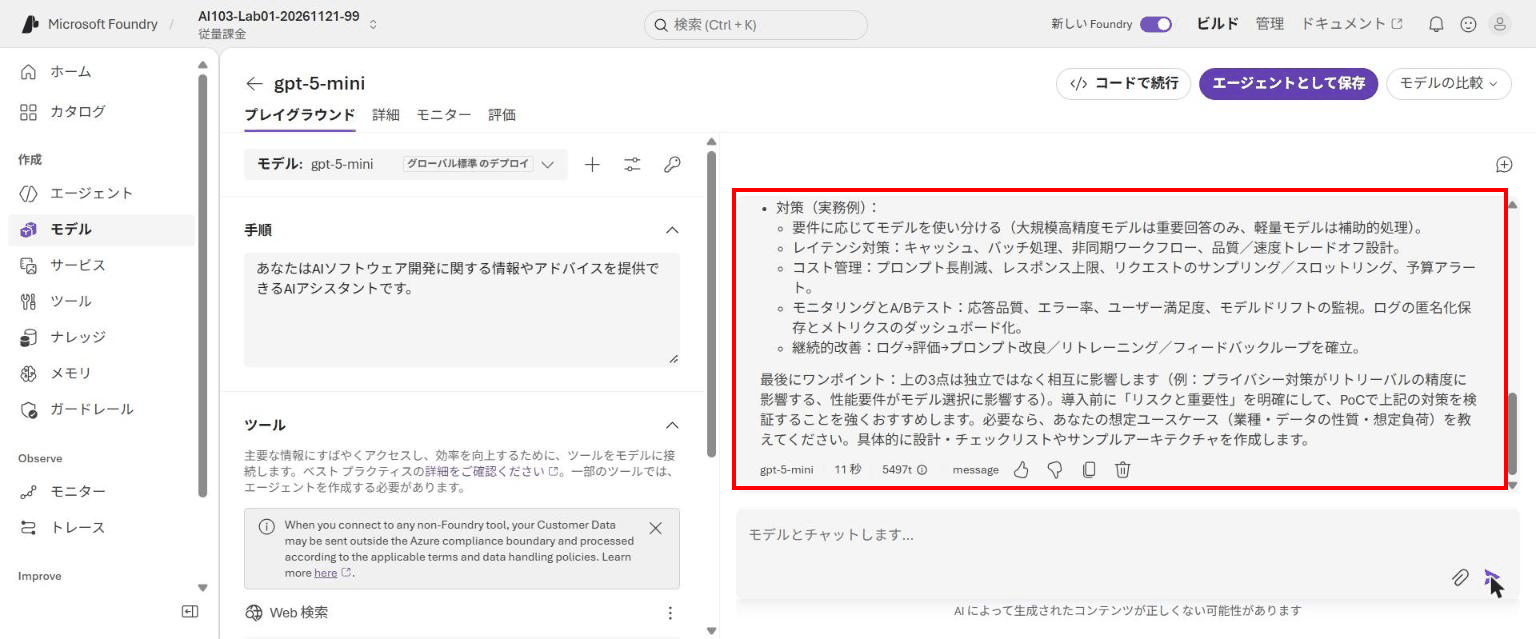 Microsoft Foundry / AI103-Lab01-20261121-99
従量課金
検索 (Ctrl + K)
新しい Foundry ビルド 管理 ドキュメント
ホーム
カタログ
作成
エージェント
モデル
サービス
ツール
ナレッジ
メモリ
ガードレール
Observe
モニター
トレース
Improve
gpt-5-mini
コードで続行 エージェントとして保存 モデルの比較
プレイグラウンド 詳細 モニター 評価
モデル: gpt-5-mini グローバル標準 のデプロイ
手順
あなたはAIソフトウェア開発に関する情報やアドバイスを提供で
きるAIアシスタントです。
ツール
主要な情報にすばやくアクセスし、効率を向上するために、ツールをモデルに接
続します。ベスト プラクティスの詳細をご確認ください。一部のツールでは、
エージェントを作成する必要があります。
When you connect to any non-Foundry tool, your Customer Data
may be sent outside the Azure compliance boundary and processed
according to the applicable terms and data handling policies. Learn
more here.
Web 検索
• 対策（実務例）：
◦ 要件に応じてモデルを使い分ける（大規模高精度モデルは重要回答のみ、軽量モデルは補助的処理）。
◦ レイテンシ対策：キャッシュ、バッチ処理、非同期ワークフロー、品質／速度トレードオフ設計。
◦ コスト管理：プロンプト長削減、レスポンス上限、リクエストのサンプリング／スロットリング、予算アラー
ト。
◦ モニタリングとA/Bテスト：応答品質、エラー率、ユーザー満足度、モデルドリフトの監視。ログの匿名化保
存とメトリクスのダッシュボード化。
◦ 継続的改善：ログ→評価→プロンプト改良／リトレーニング／フィードバックループを確立。
最後にワンポイント：上の3点は独立ではなく相互に影響します（例：プライバシー対策がリトリーバルの精度に
影響する、性能要件がモデル選択に影響する）。導入前に「リスクと重要性」を明確にして、PoCで上記の対策を検
証することを強くおすすめします。必要なら、あなたの想定ユースケース（業種・データの性質・想定負荷）を教
えてください。具体的に設計・チェックリストやサンプルアーキテクチャを作成します。
gpt-5-mini 11 秒 5497t message
モデルとチャットします...
AI によって生成されたコンテンツが正しくない可能性があります